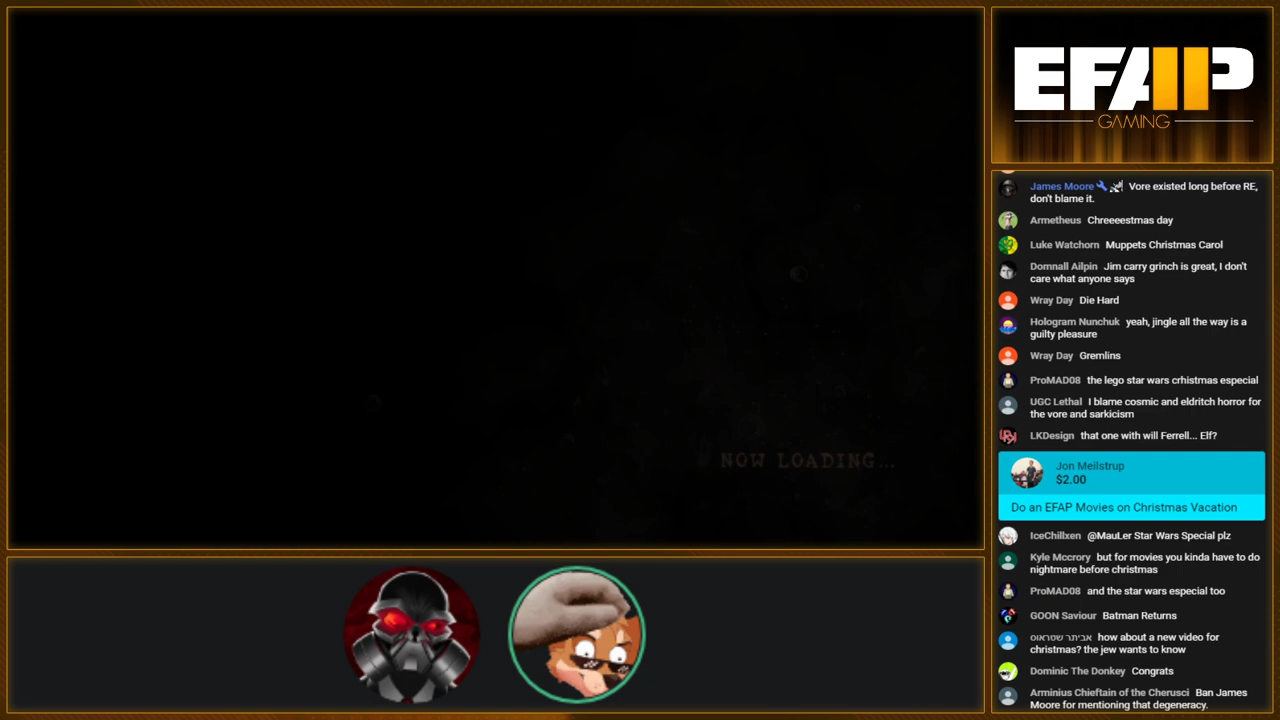 EFAP
GAMING
James Moore Vore existed long before RE,
don't blame it.
Armetheus Chreeeestmas day
Luke Watchorn Muppets Christmas Carol
Domnall Ailpin Jim carry grinch is great, I don't
care what anyone says
Wray Day Die Hard
Hologram Nunchuk yeah, jingle all the way is a
guilty pleasure
Wray Day Gremlins
ProMAD08 the lego star wars crhistmas especial
UGC Lethal I blame cosmic and eldritch horror for
the vore and sarkicism
LKDesign that one with will Ferrell... Elf?
Jon Meilstrup
$2.00
Do an EFAP Movies on Christmas Vacation
IceChillxen @MauLer Star Wars Special plz
Kyle Mccrory but for movies you kinda have to do
nightmare before christmas
ProMAD08 and the star wars especial too
GOON Saviour Batman Returns
אביתר שטראוס how about a new video for
christmas? the jew wants to know
Dominic The Donkey Congrats
Arminius Chieftain of the Cherusci Ban James
Moore for mentioning that degeneracy.
NOW LOADING...